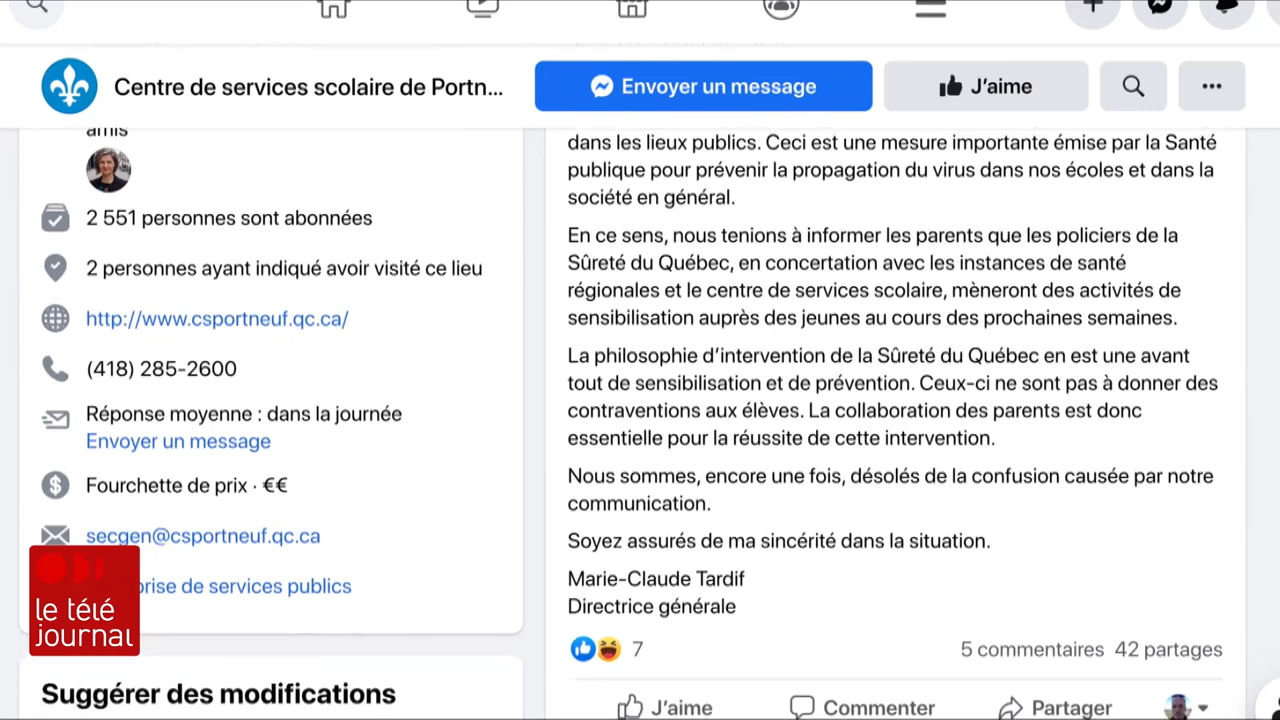 Centre de services scolaire de Portn...
Envoyer un message
J'aime
amis
2 551 personnes sont abonnées
2 personnes ayant indiqué avoir visité ce lieu
http://www.csportneuf.qc.ca/
(418) 285-2600
Réponse moyenne : dans la journée
Envoyer un message
Fourchette de prix · €€
secgen@csportneuf.qc.ca
prise de services publics
le télé
journal
Suggérer des modifications
dans les lieux publics. Ceci est une mesure importante émise par la Santé
publique pour prévenir la propagation du virus dans nos écoles et dans la
société en général.
En ce sens, nous tenions à informer les parents que les policiers de la
Sûreté du Québec, en concertation avec les instances de santé
régionales et le centre de services scolaire, mèneront des activités de
sensibilisation auprès des jeunes au cours des prochaines semaines.
La philosophie d'intervention de la Sûreté du Québec en est une avant
tout de sensibilisation et de prévention. Ceux-ci ne sont pas à donner des
contraventions aux élèves. La collaboration des parents est donc
essentielle pour la réussite de cette intervention.
Nous sommes, encore une fois, désolés de la confusion causée par notre
communication.
Soyez assurés de ma sincérité dans la situation.
Marie-Claude Tardif
Directrice générale
7
5 commentaires 42 partages
J'aime
Commenter
Partager